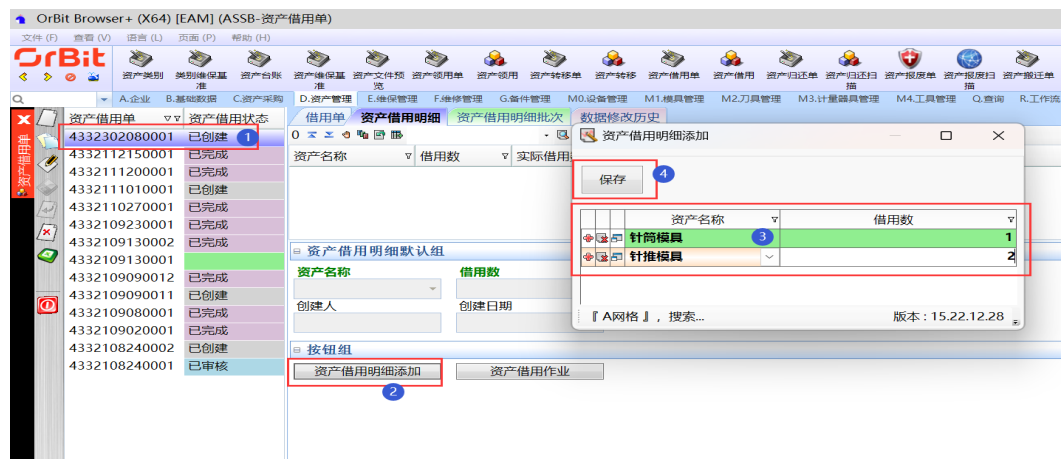 OrBit Browser+ (X64) [EAM] (ASSB-资产借用单)
文件 (F) 查看 (V) 语言 (L) 页面 (P) 帮助 (H)
OrBit
资产类别 类别维保基准 资产台账 资产维保基准 资产文件预览 资产领用单 资产领用 资产转移单 资产转移 资产借用单 资产借用 资产归还单 资产归还扫描 资产报废单 资产报废扫描 资产搬迁单
A.企业 B.基础数据 C.资产采购 D.资产管理 E.维保管理 F.维修管理 G.备件管理 M0.设备管理 M1.模具管理 M2.刀具管理 M3.计量器具管理 M4.工具管理 Q.查询 R.工作流
资产借用单
资产借用单 资产借用状态
4332302080001 已创建 1
4332112150001 已完成
4332111200001 已完成
4332111010001 已创建
4332110270001 已完成
4332109230001 已完成
4332109130002 已完成
4332109130001
4332109090012 已完成
4332109090011 已创建
4332109080001 已完成
4332109020001 已完成
4332108240002 已创建
4332108240001 已审核
借用单 资产借用明细 资产借用明细批次 数据修改历史
0
资产名称 借用数 实际借用
资产借用明细默认组
资产名称 借用数
创建人 创建日期
按钮组
资产借用明细添加 资产借用作业
2
资产借用明细添加
保存 4
资产名称 借用数
针筒模具 3 1
针推模具 2
『 A网格 』, 搜索... 版本 : 15.22.12.28